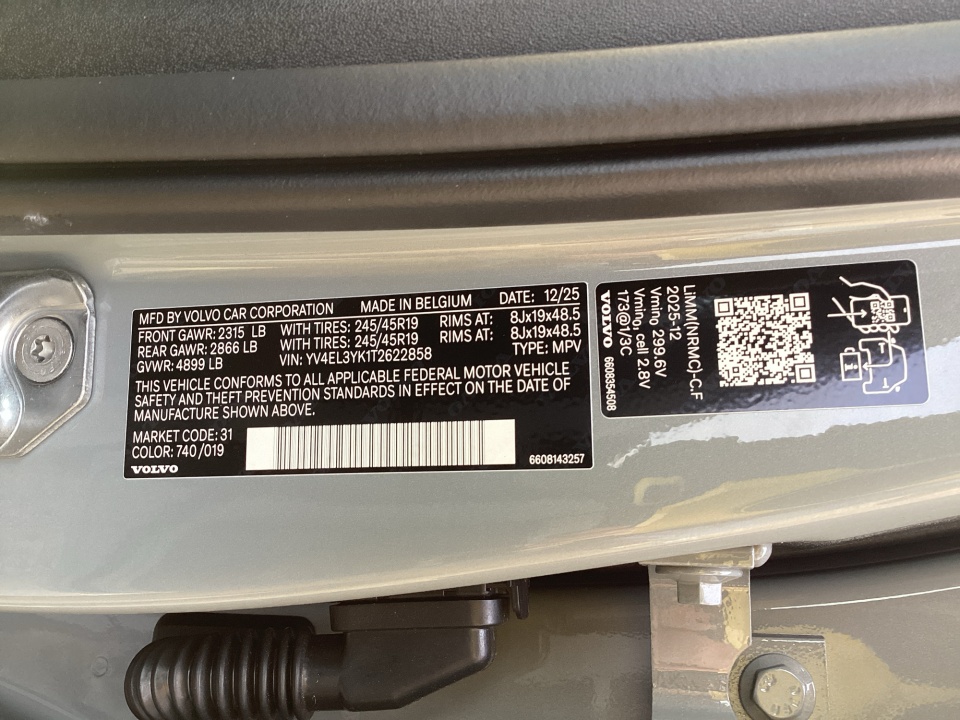 MFD BY VOLVO CAR CORPORATION MADE IN BELGIUM DATE: 12/25
FRONT GAWR: 2315 LB WITH TIRES: 245/45R19 RIMS AT: 8Jx19x48.5
REAR GAWR: 2866 LB WITH TIRES: 245/45R19 RIMS AT: 8Jx19x48.5
GVWR: 4899 LB VIN: YV4EL3YK1T2622858 TYPE: MPV
THIS VEHICLE CONFORMS TO ALL APPLICABLE FEDERAL MOTOR VEHICLE
SAFETY AND THEFT PREVENTION STANDARDS IN EFFECT ON THE DATE OF
MANUFACTURE SHOWN ABOVE.
MARKET CODE: 31
COLOR: 740/019
VOLVO
6608143257
LiMM(NRMC)-C,F
2025-12
Vming 299.6V
Vming, cell 2.8V
173@1/3C
VOLVO 6608354508